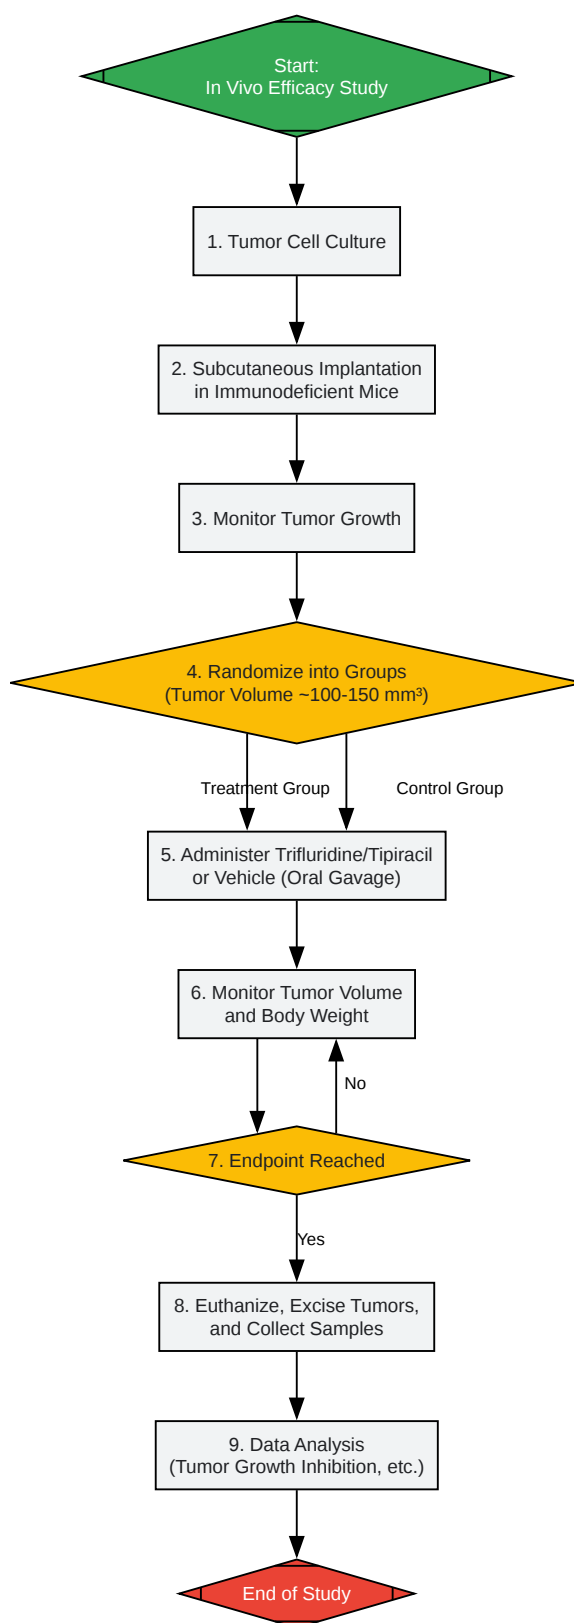 Start:
In Vivo Efficacy Study
1. Tumor Cell Culture
2. Subcutaneous Implantation
in Immunodeficient Mice
3. Monitor Tumor Growth
4. Randomize into Groups
(Tumor Volume ~100-150 mm³)
Treatment Group
Control Group
5. Administer Trifluridine/Tipiracil
or Vehicle (Oral Gavage)
6. Monitor Tumor Volume
and Body Weight
No
7. Endpoint Reached
Yes
8. Euthanize, Excise Tumors,
and Collect Samples
9. Data Analysis
(Tumor Growth Inhibition, etc.)
End of Study